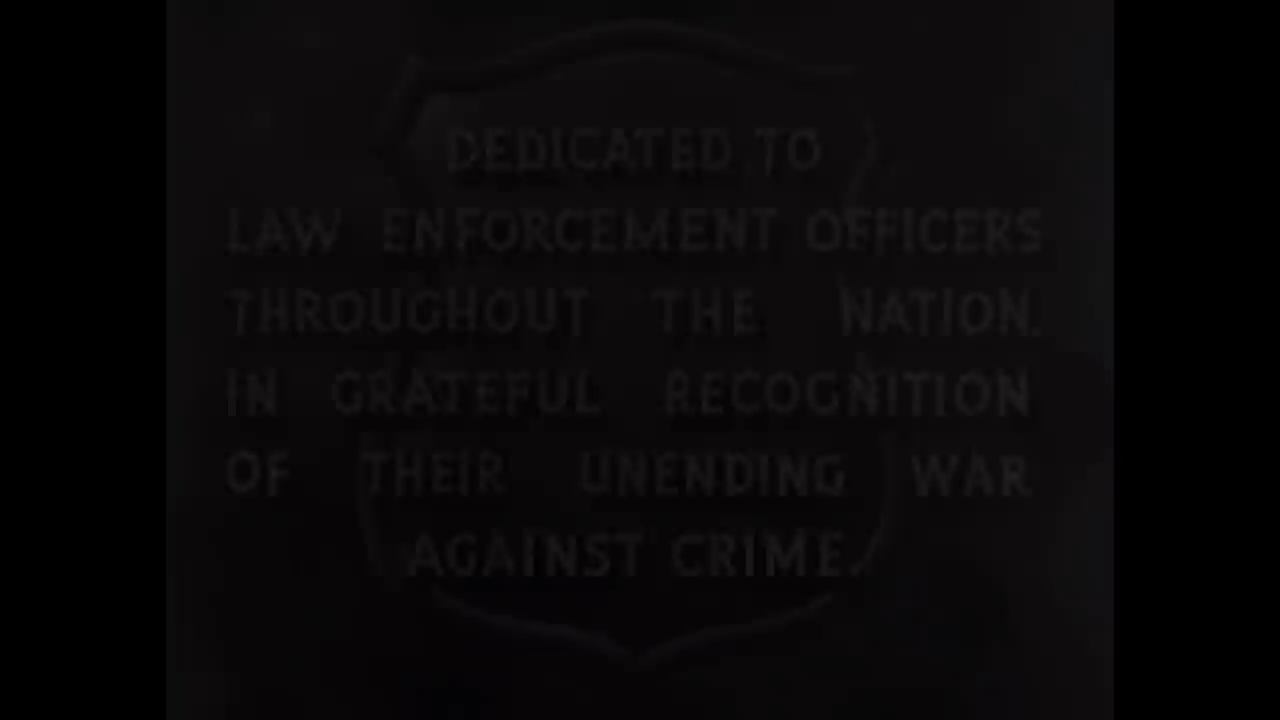 DEDICATED TO
LAW ENFORCEMENT OFFICERS
THROUGHOUT THE NATION,
IN GRATEFUL RECOGNITION
OF THEIR UNENDING WAR
AGAINST CRIME.